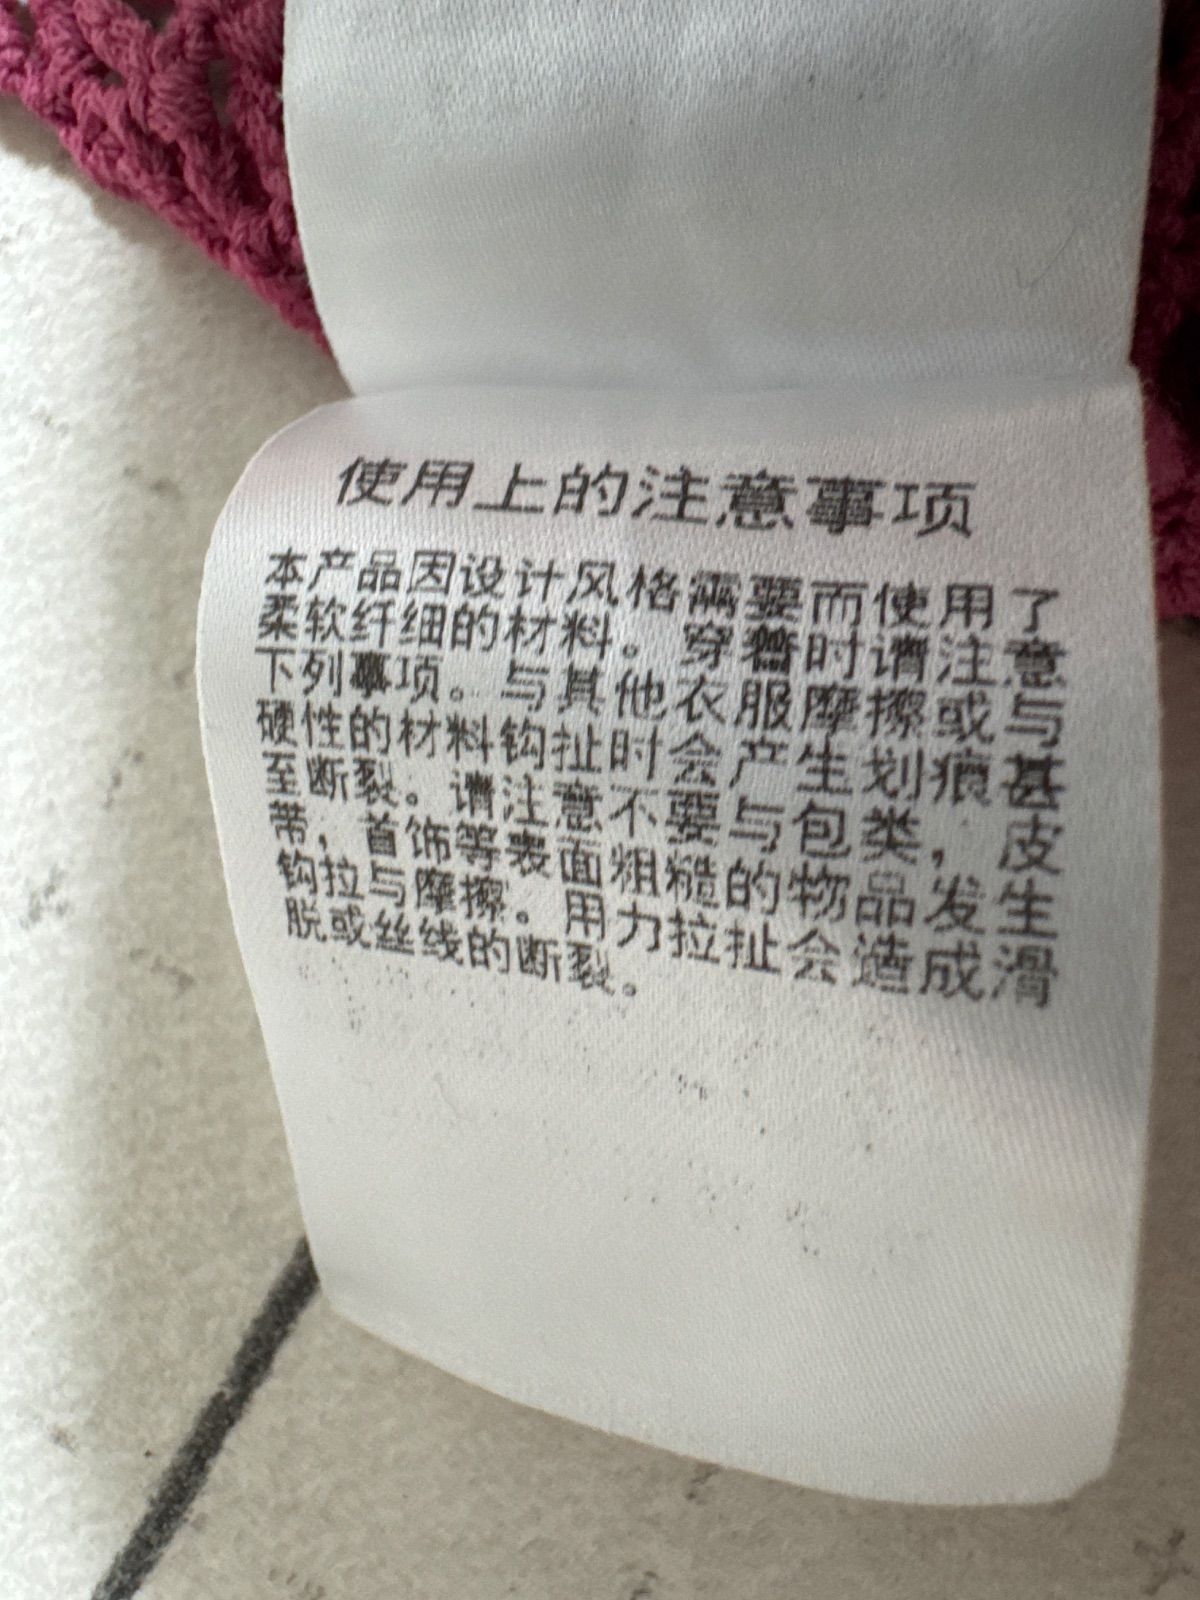 使用上的注意事项
本产品因设计风格需要而使用了
柔软纤细的材料。穿着时请注意
下列事项。与其他衣服摩擦或与
硬性的材料钩扯时会产生划痕甚
至断裂。请注意不要与包类，皮
带，首饰等表面粗糙的物品发生
钩拉与摩擦。用力拉扯会造成滑
脱或丝线的断裂。